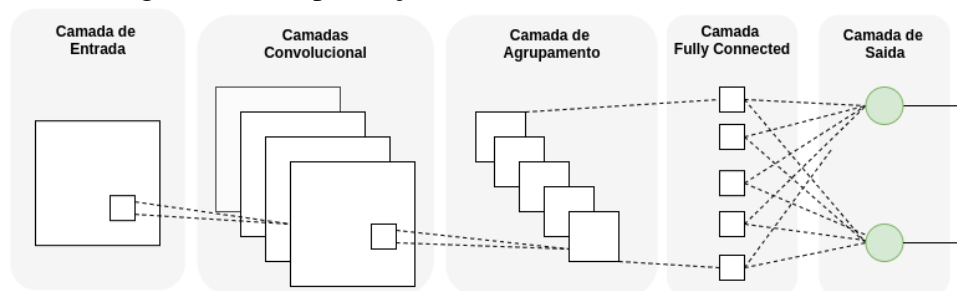 Camada de
Entrada
Camadas
Convolucional
Camada de
Agrupamento
Camada
Fully Connected
Camada de
Saida